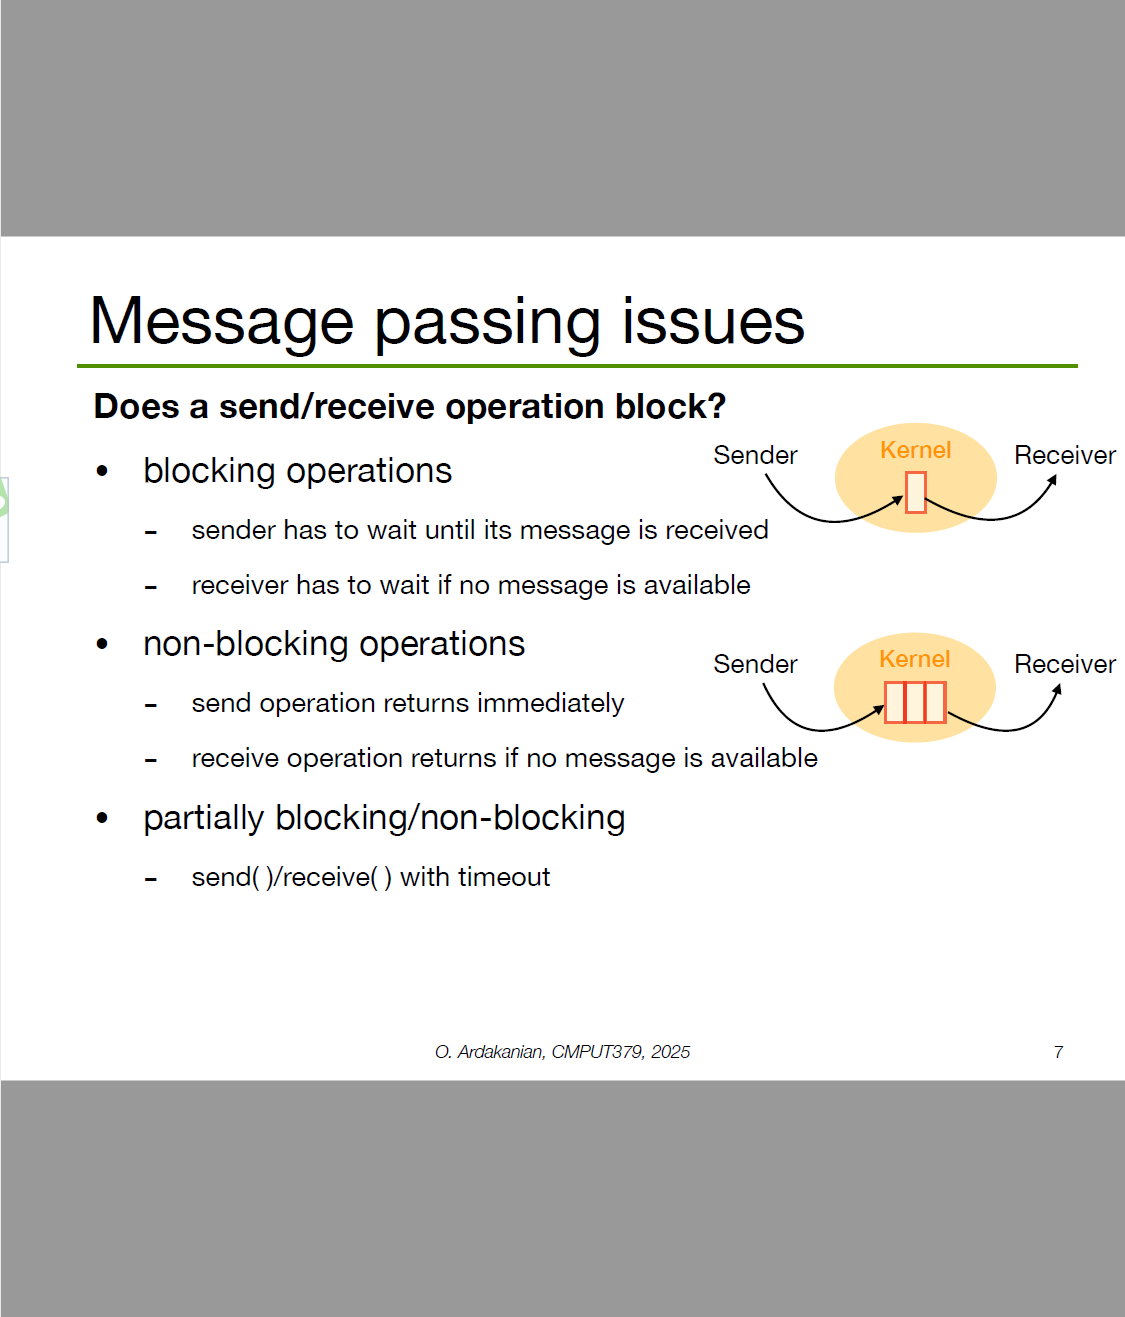 Message passing issues
Does a send/receive operation block?
• blocking operations
– sender has to wait until its message is received
– receiver has to wait if no message is available
Sender
Kernel
Receiver
• non-blocking operations
– send operation returns immediately
– receive operation returns if no message is available
Sender
Kernel
Receiver
• partially blocking/non-blocking
– send( )/receive( ) with timeout
O. Ardakanian, CMPUT379, 2025
7